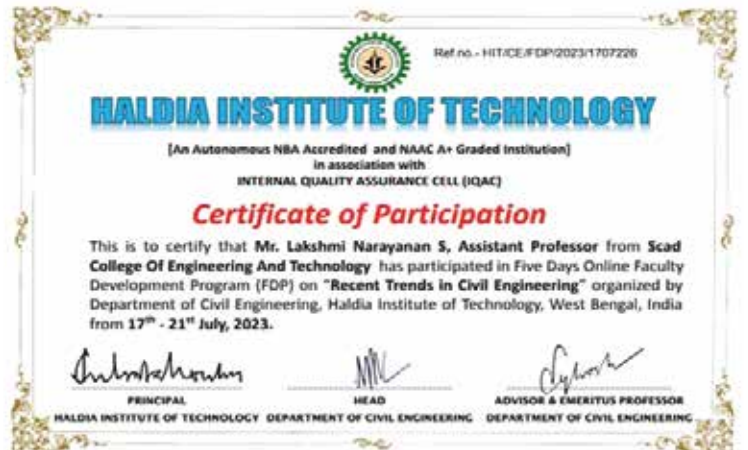 Ref no.- HIT/CE/FDP/2023/1707226
HALDIA INSTITUTE OF TECHNOLOGY
[An Autonomous NBA Accredited and NAAC A+ Graded Institution]
in association with
INTERNAL QUALITY ASSURANCE CELL (IQAC)
Certificate of Participation
This is to certify that Mr. Lakshmi Narayanan S, Assistant Professor from Scad
College Of Engineering And Technology has participated in Five Days Online Faculty
Development Program (FDP) on "Recent Trends in Civil Engineering" organized by
Department of Civil Engineering, Haldia Institute of Technology, West Bengal, India
from 17th - 21st July, 2023.
PRINCIPAL HEAD ADVISOR & EMERITUS PROFESSOR
HALDIA INSTITUTE OF TECHNOLOGY DEPARTMENT OF CIVIL ENGINEERING DEPARTMENT OF CIVIL ENGINEERING